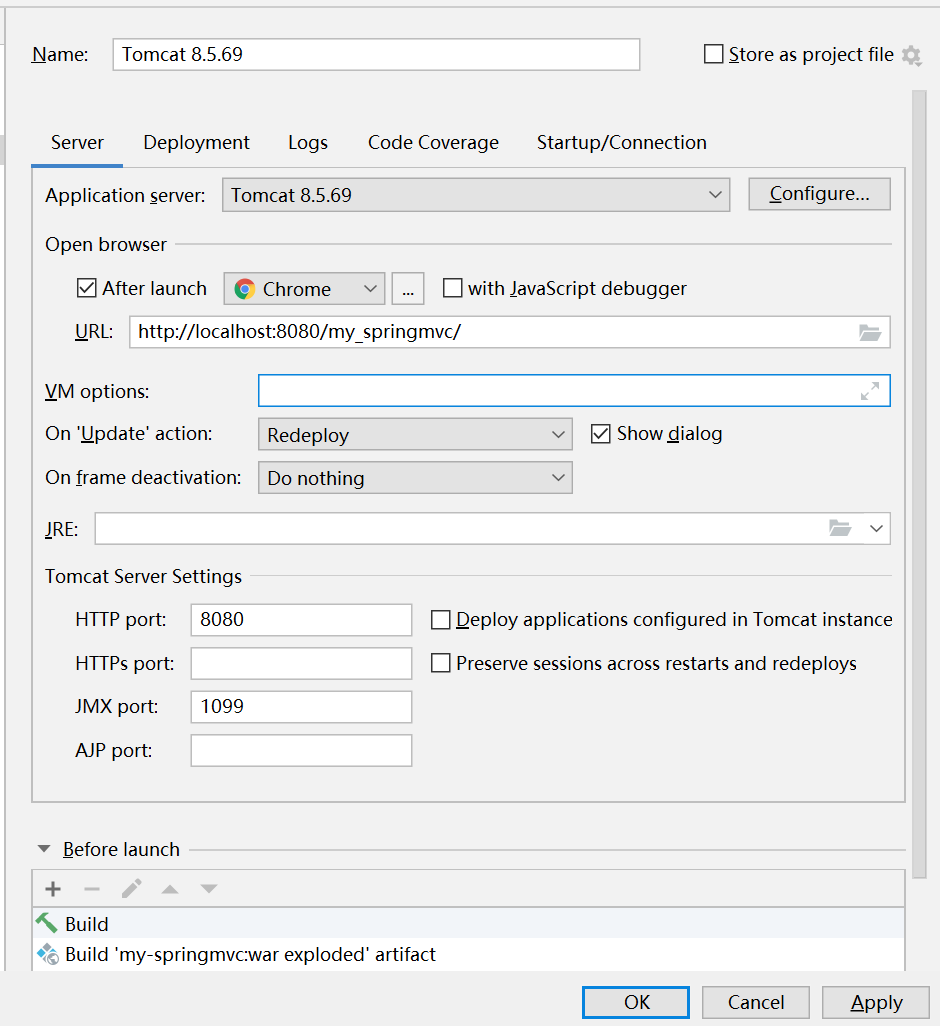 Name: Tomcat 8.5.69 Store as project file
Server Deployment Logs Code Coverage Startup/Connection
Application server: Tomcat 8.5.69 Configure...
Open browser
After launch Chrome ... with JavaScript debugger
URL: http://localhost:8080/my_springmvc/
VM options:
On 'Update' action: Redeploy Show dialog
On frame deactivation: Do nothing
JRE:
Tomcat Server Settings
HTTP port: 8080 Deploy applications configured in Tomcat instance
HTTPs port: Preserve sessions across restarts and redeploys
JMX port: 1099
AJP port:
Before launch
Build
Build 'my-springmvc:war exploded' artifact
OK Cancel Apply